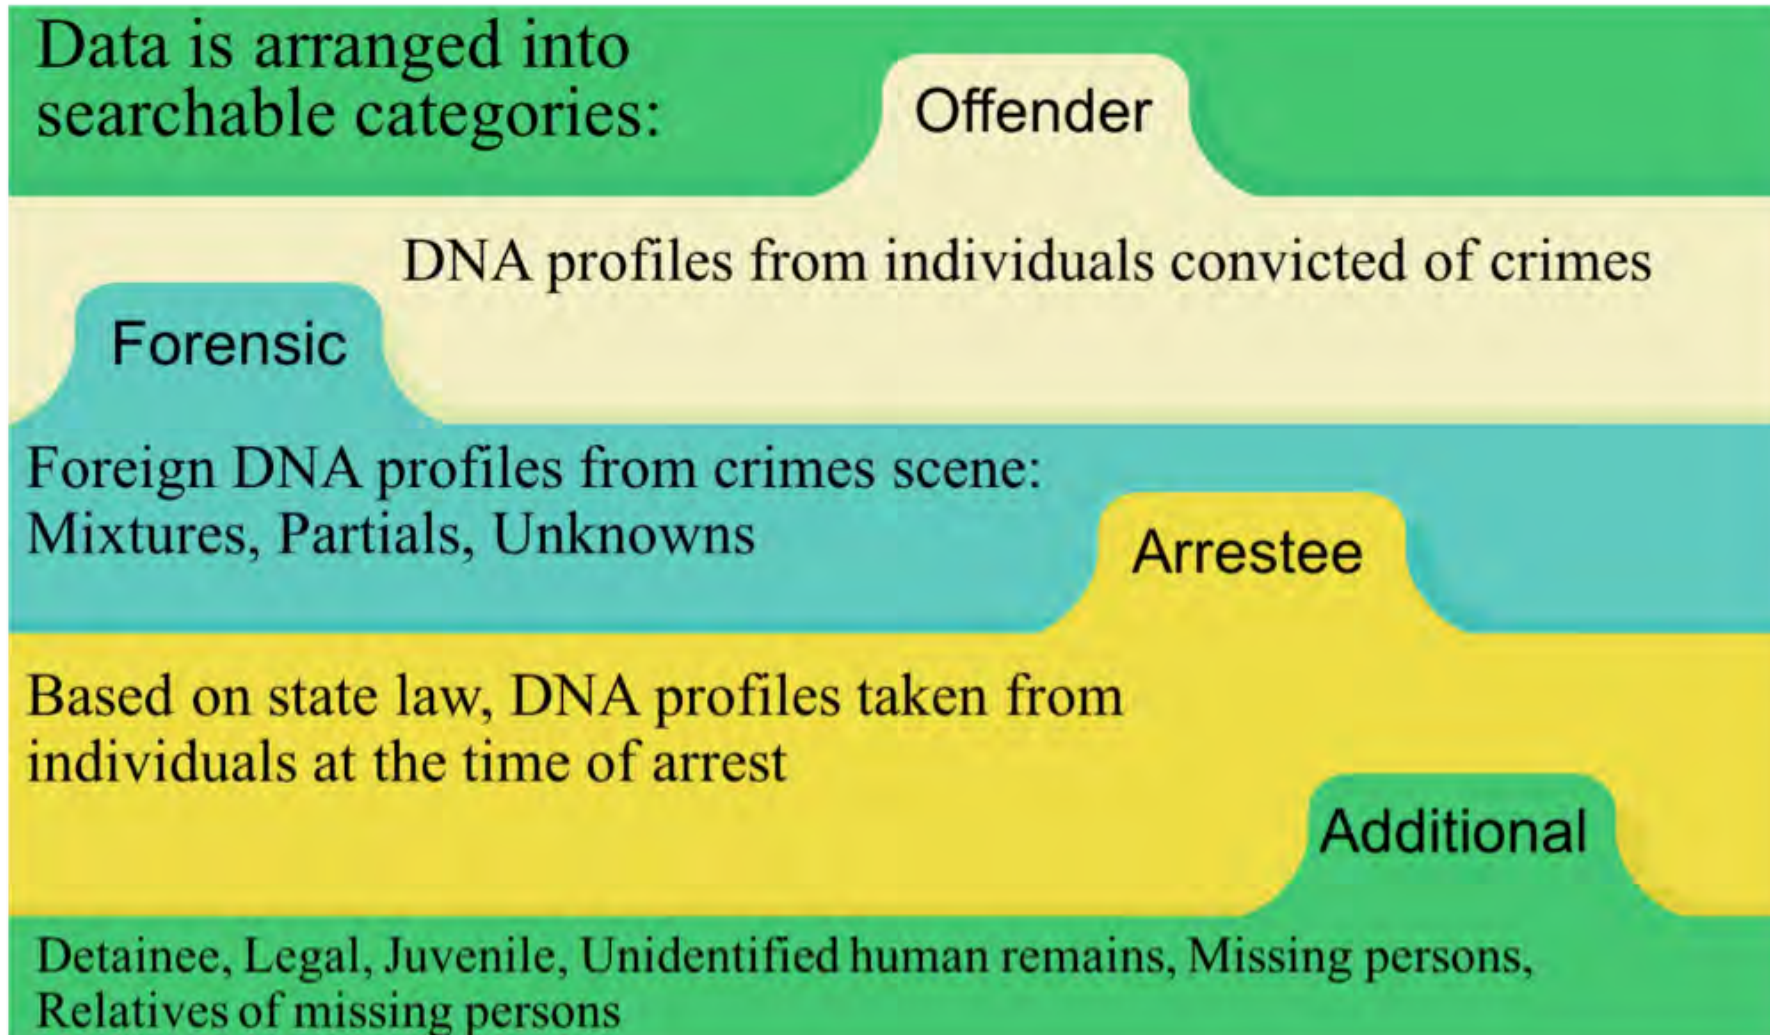 Data is arranged into
searchable categories:
Offender
DNA profiles from individuals convicted of crimes
Forensic
Foreign DNA profiles from crimes scene:
Mixtures, Partials, Unknowns
Arrestee
Based on state law, DNA profiles taken from
individuals at the time of arrest
Additional
Detainee, Legal, Juvenile, Unidentified human remains, Missing persons,
Relatives of missing persons